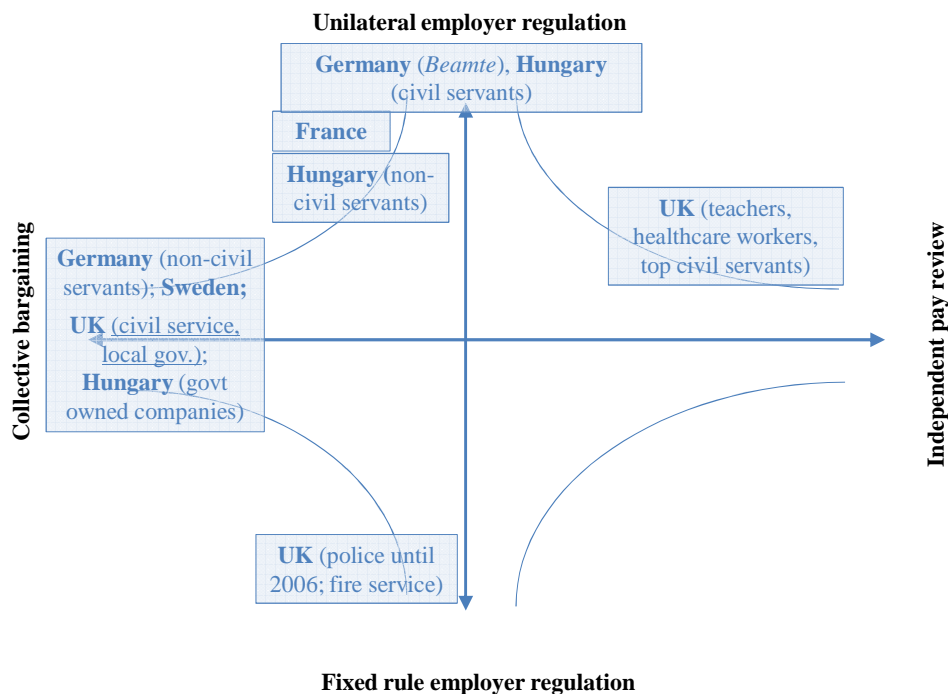 Unilateral employer regulation
Germany (Beamte), Hungary
(civil servants)
France
Hungary (non-
civil servants)
UK (teachers,
healthcare workers,
top civil servants)
Collective bargaining
Germany (non-civil
servants); Sweden;
UK (civil service,
local gov.);
Hungary (govt
owned companies)
Independent pay review
UK (police until
2006; fire service)
Fixed rule employer regulation